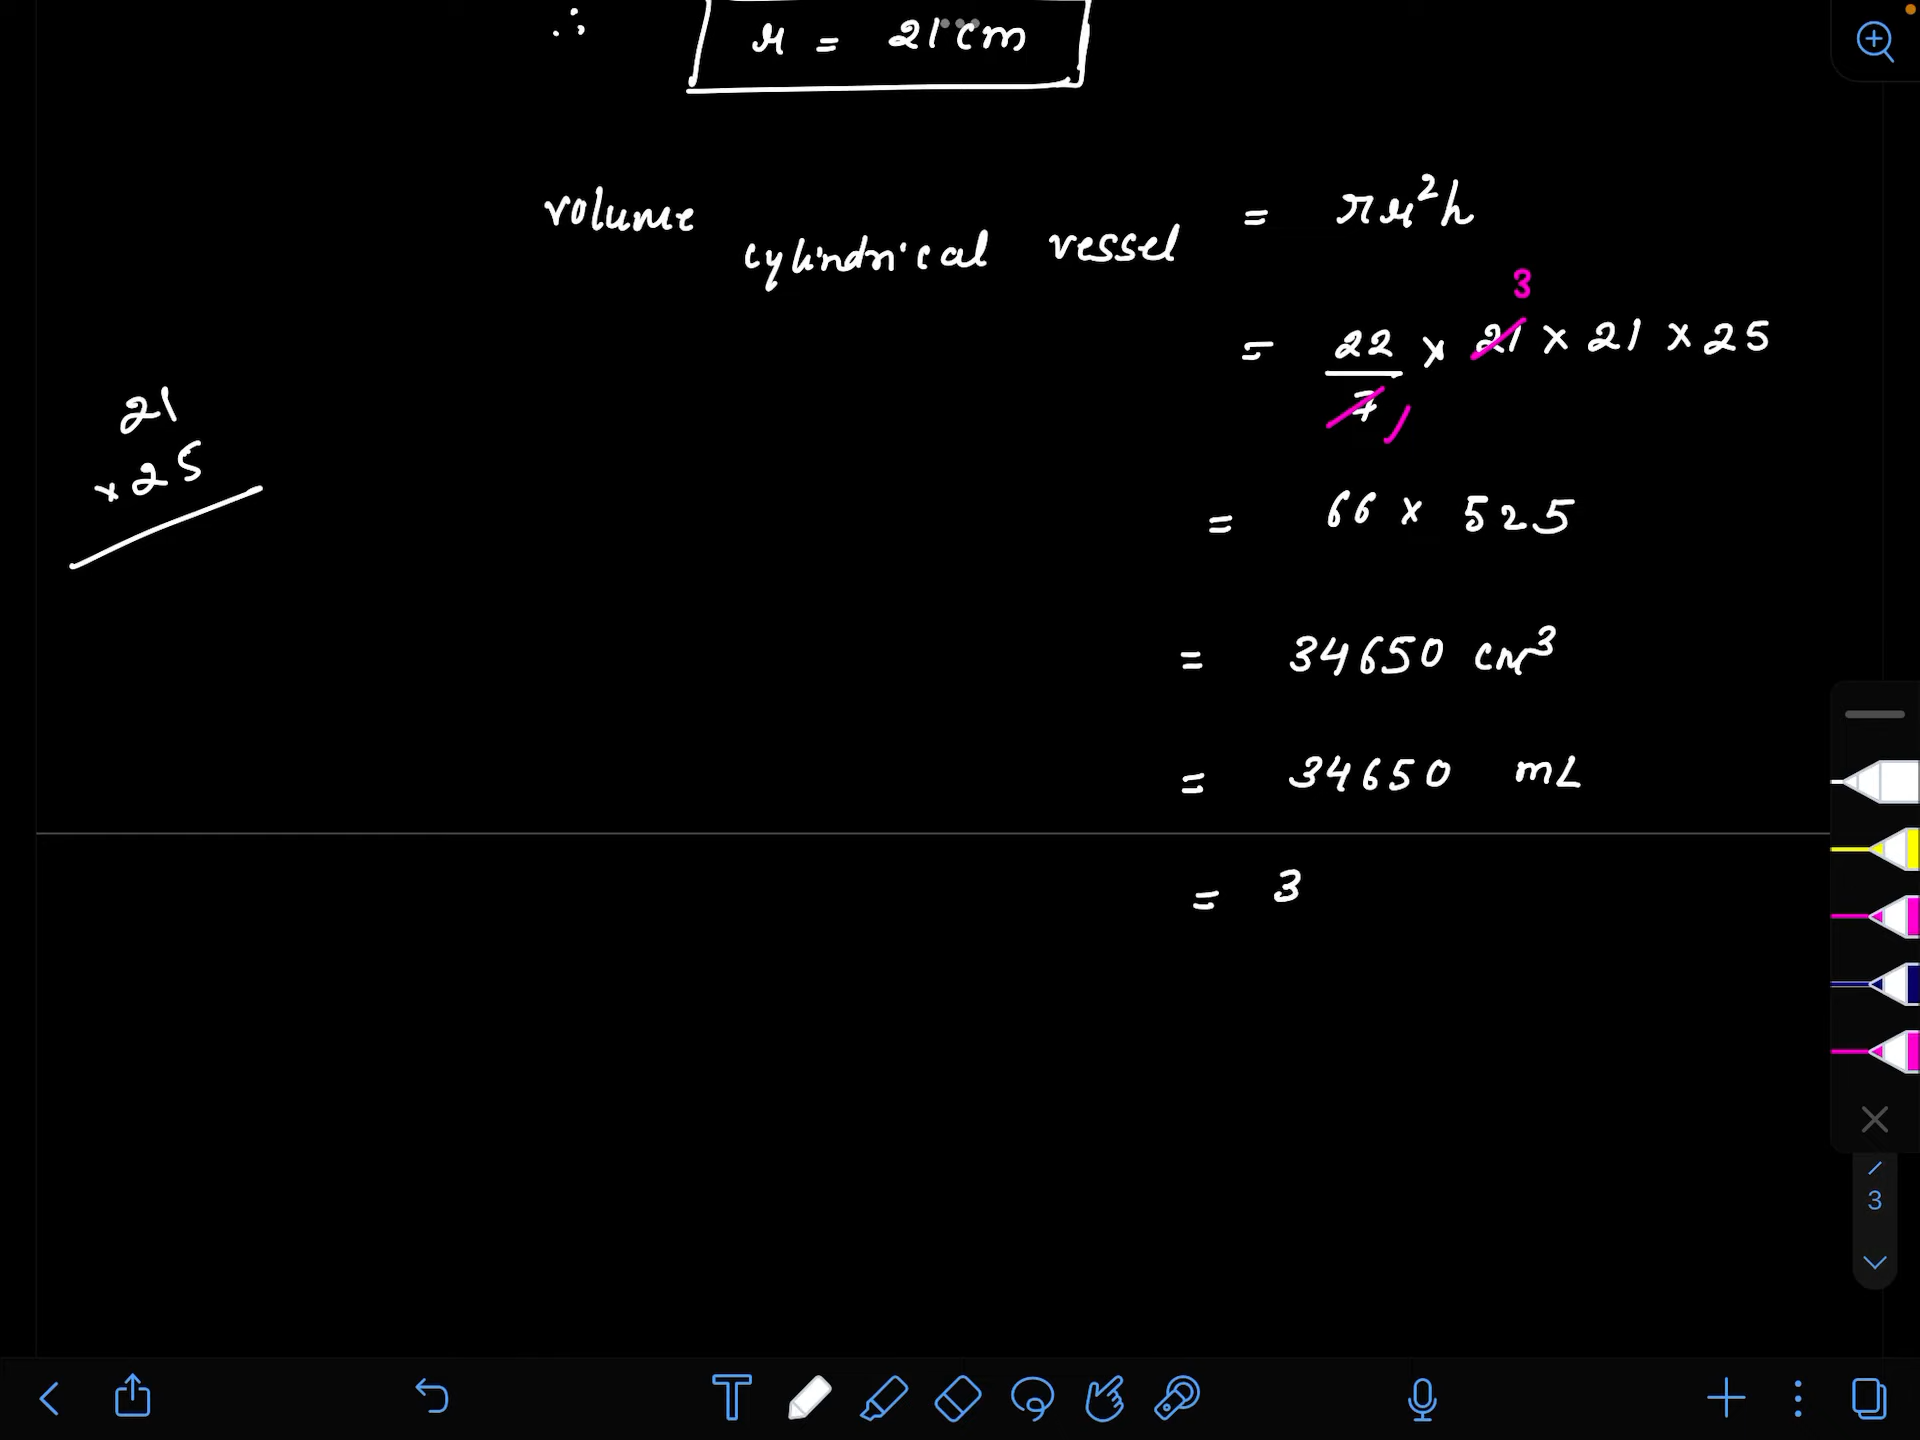 ∴ r = 21 cm
volume cylindrical vessel = πr²h
3
= 22/7 × 21 × 21 × 25
1
21
× 25
= 66 × 525
= 34650 cm³
= 34650 mL
= 3
3